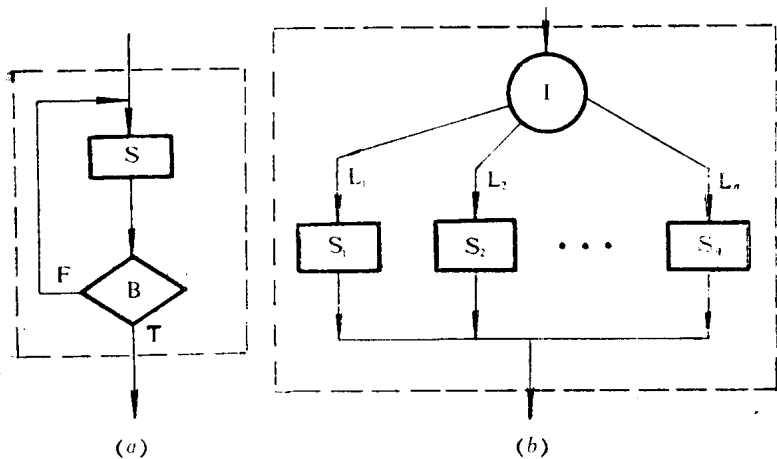 S
B
F
T
(a)
I
L₁
L₂
Lₙ
S₁
S₂
• • •
Sₙ
(b)